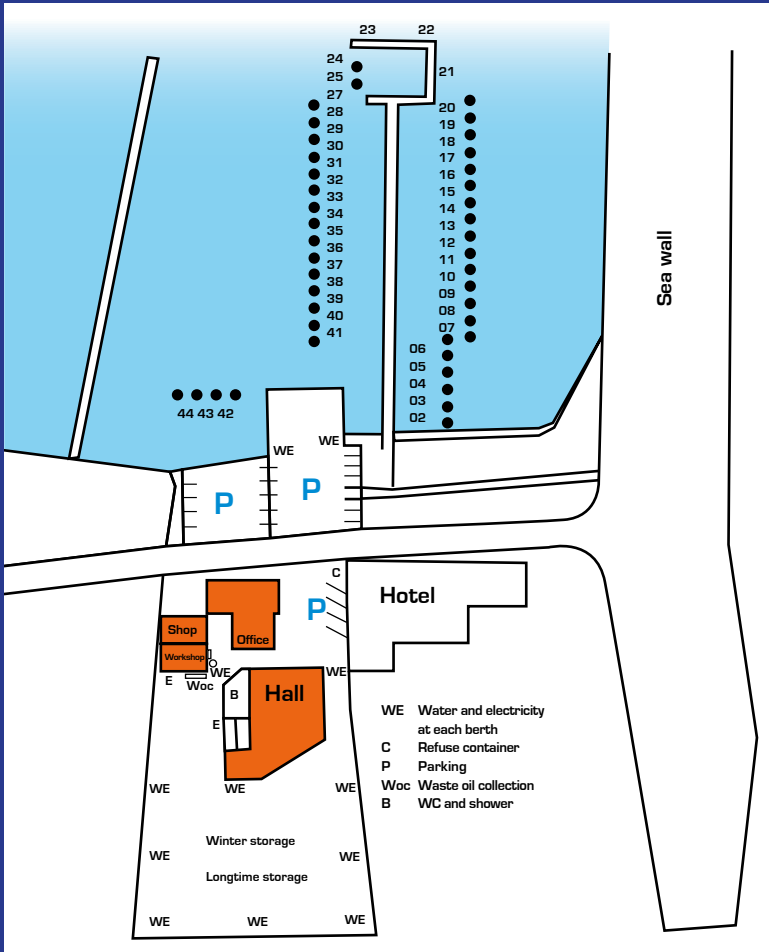 23 22
24
25
21
27
20
28
19
29
18
30
17
31
16
32
15
33
14
34
13
35
12
36
11
37
10
38
09
39
08
40
07
41
06
05
04
03
02
44 43 42
Sea wall
WE
WE
P
P
C
P
Hotel
Shop
Office
Workshop
WE
WE
E
Woc
B
Hall
E
WE Water and electricity
at each berth
C Refuse container
P Parking
Woc Waste oil collection
B WC and shower
WE
WE
WE
Winter storage
WE
WE
Longtime storage
WE
WE
WE